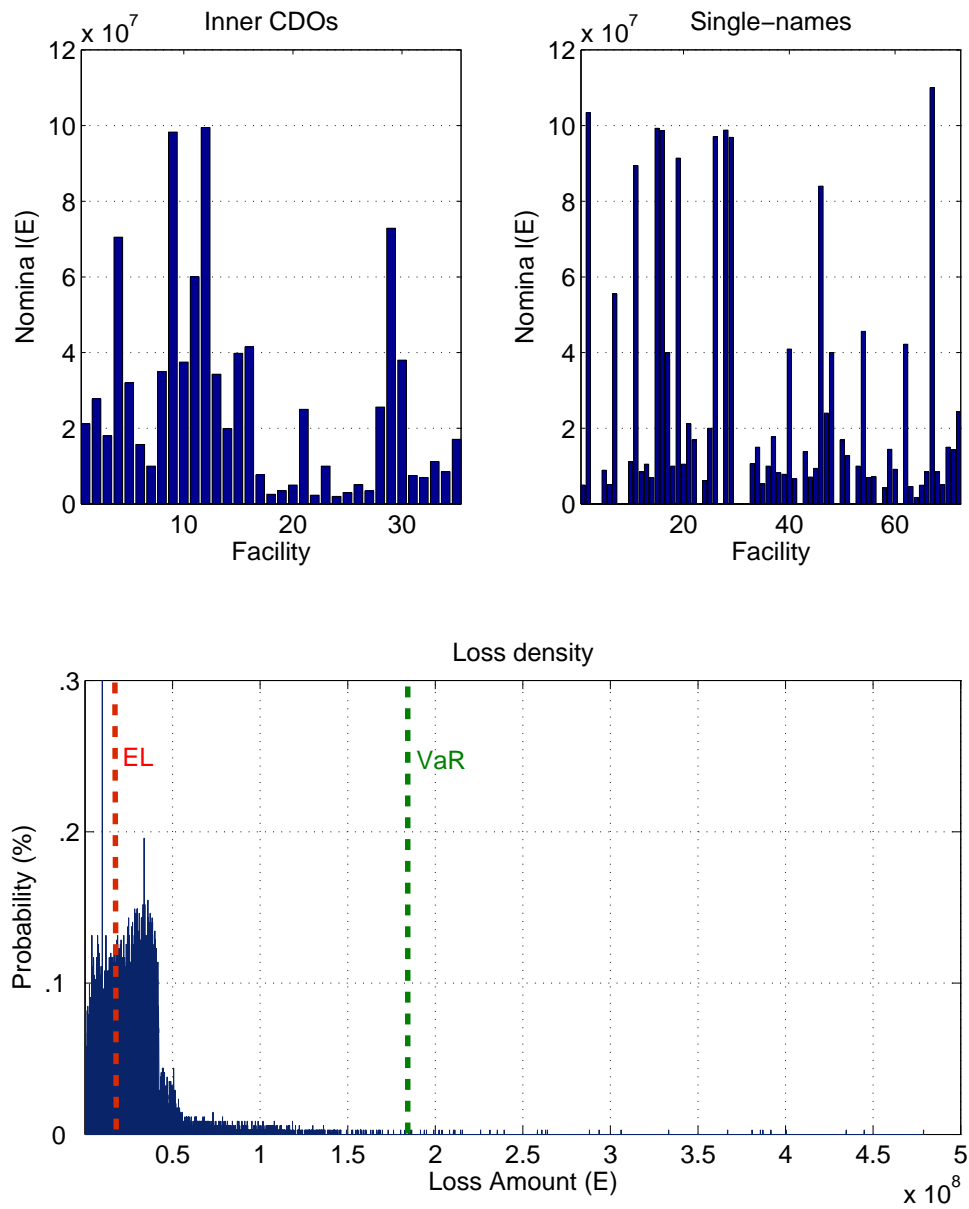 Inner CDOs
x 10^7
12
10
8
6
4
2
0
10 20 30
Nomina l(E)
Facility
Single−names
x 10^7
12
10
8
6
4
2
0
20 40 60
Nomina l(E)
Facility
Loss density
.3
.2
.1
0
Probability (%)
EL
VaR
0.5 1 1.5 2 2.5 3 3.5 4 4.5 5
Loss Amount (E)
x 10^8